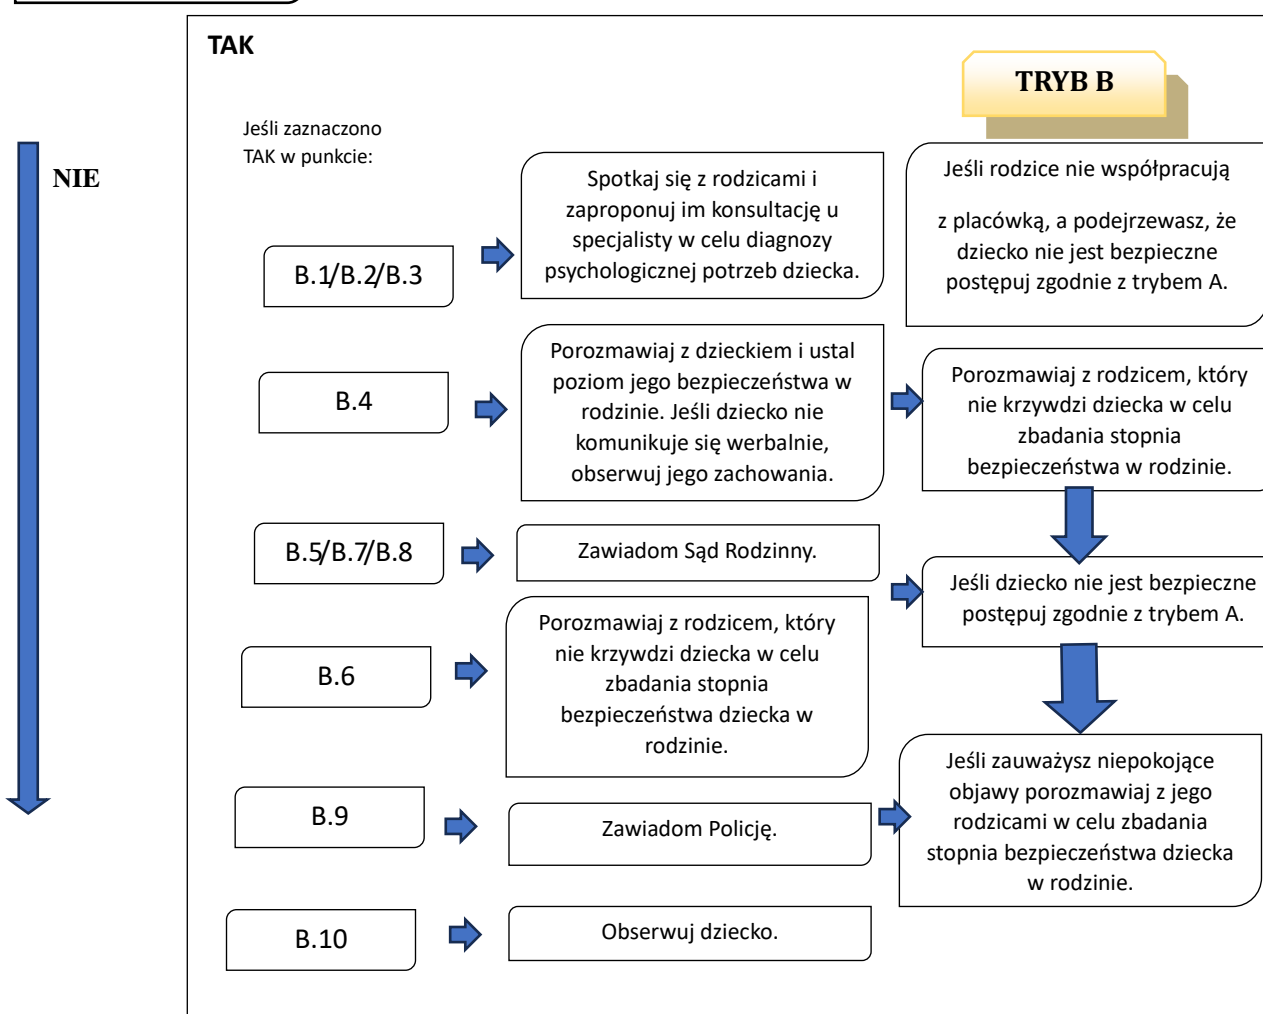 TAK
TRYB B
Jeśli zaznaczono
TAK w punkcie:
NIE
B.1/B.2/B.3
Spotkaj się z rodzicami i
zaproponuj im konsultację u
specjalisty w celu diagnozy
psychologicznej potrzeb dziecka.
Jeśli rodzice nie współpracują
z placówką, a podejrzewasz, że
dziecko nie jest bezpieczne
postępuj zgodnie z trybem A.
B.4
Porozmawiaj z dzieckiem i ustal
poziom jego bezpieczeństwa w
rodzinie. Jeśli dziecko nie
komunikuje się werbalnie,
obserwuj jego zachowania.
Porozmawiaj z rodzicem, który
nie krzywdzi dziecka w celu
zbadania stopnia
bezpieczeństwa w rodzinie.
B.5/B.7/B.8
Zawiadom Sąd Rodzinny.
Jeśli dziecko nie jest bezpieczne
postępuj zgodnie z trybem A.
B.6
Porozmawiaj z rodzicem, który
nie krzywdzi dziecka w celu
zbadania stopnia
bezpieczeństwa dziecka w
rodzinie.
B.9
Zawiadom Policję.
Jeśli zauważysz niepokojące
objawy porozmawiaj z jego
rodzicami w celu zbadania
stopnia bezpieczeństwa dziecka
w rodzinie.
B.10
Obserwuj dziecko.